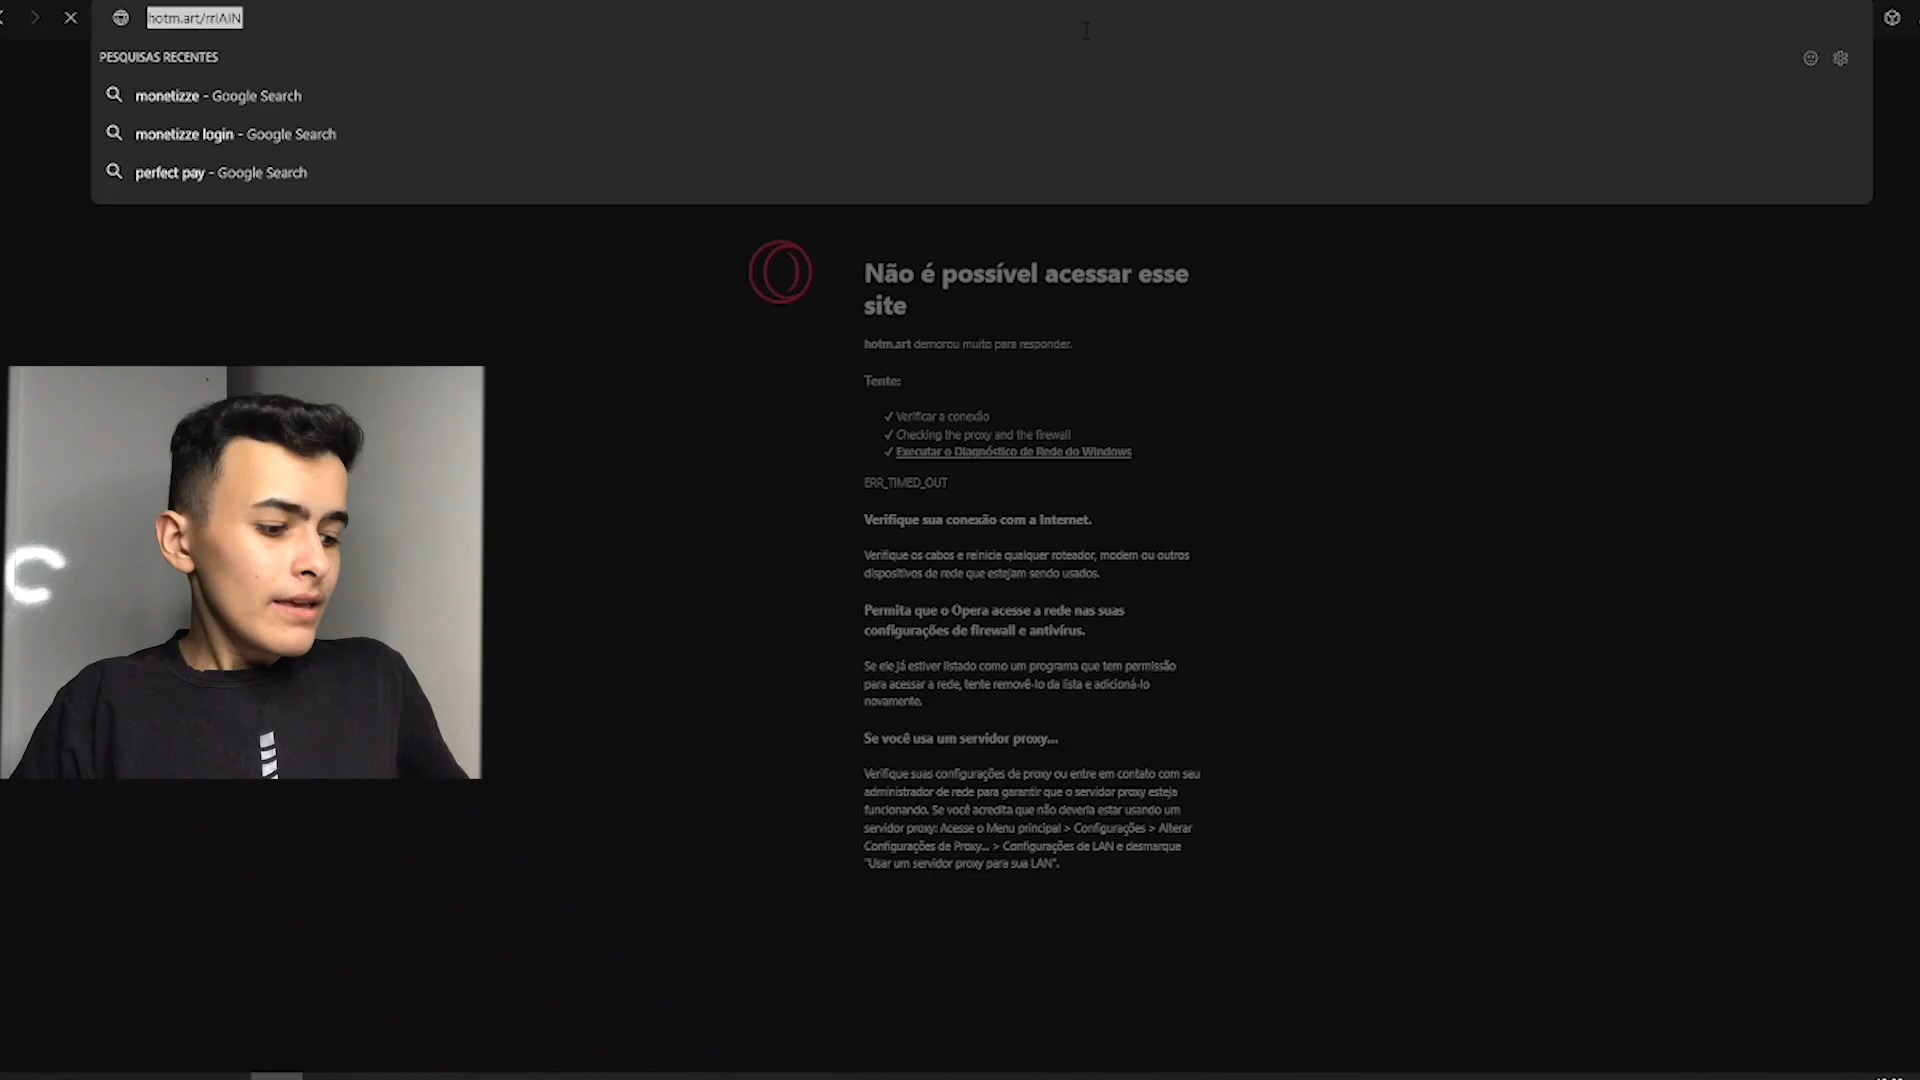 hotm.art/rrlAIN
PESQUISAS RECENTES
monetizze - Google Search
monetizze login - Google Search
perfect pay - Google Search
Não é possível acessar esse
site
hotm.art demorou muito para responder.
Tente:
✓ Verificar a conexão
✓ Checking the proxy and the firewall
✓ Executar o Diagnóstico de Rede do Windows
ERR_TIMED_OUT
Verifique sua conexão com a Internet.
Verifique os cabos e reinicie qualquer roteador, modem ou outros
dispositivos de rede que estejam sendo usados.
Permita que o Opera acesse a rede nas suas
configurações de firewall e antivírus.
Se ele já estiver listado como um programa que tem permissão
para acessar a rede, tente removê-lo da lista e adicioná-lo
novamente.
Se você usa um servidor proxy...
Verifique suas configurações de proxy ou entre em contato com seu
administrador de rede para garantir que o servidor proxy esteja
funcionando. Se você acredita que não deveria estar usando um
servidor proxy: Acesse o Menu principal > Configurações > Alterar
Configurações de Proxy... > Configurações de LAN e desmarque
"Usar um servidor proxy para sua LAN".